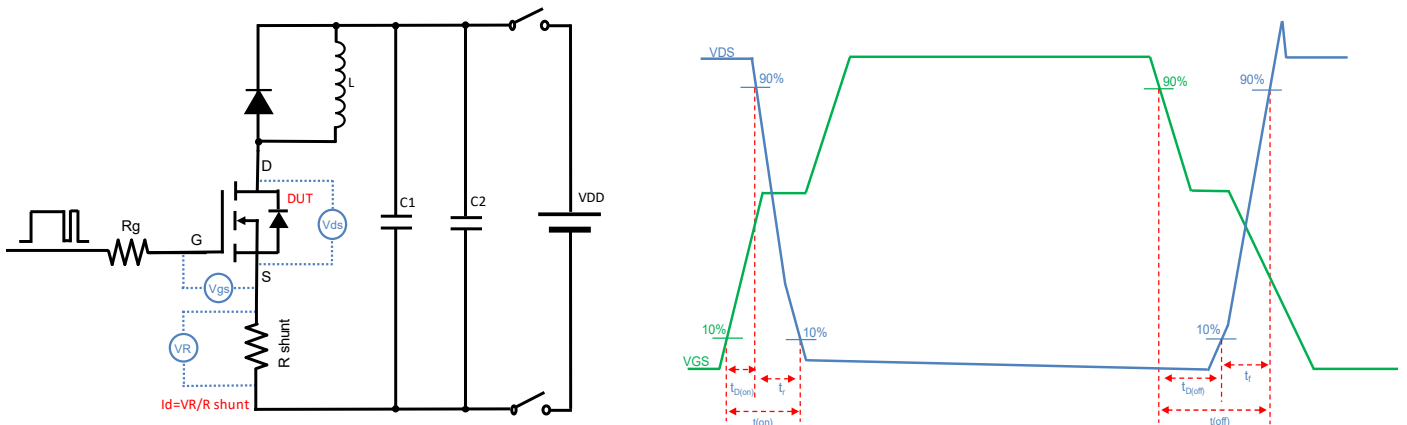 L
D
DUT
Vds
Rg
G
S
Vgs
VR
R shunt
Id=VR/R shunt
C1
C2
VDD
VDS
90%
10%
VGS
10%
tD(on)
tr
t(on)
90%
90%
10%
tD(off)
tf
t(off)